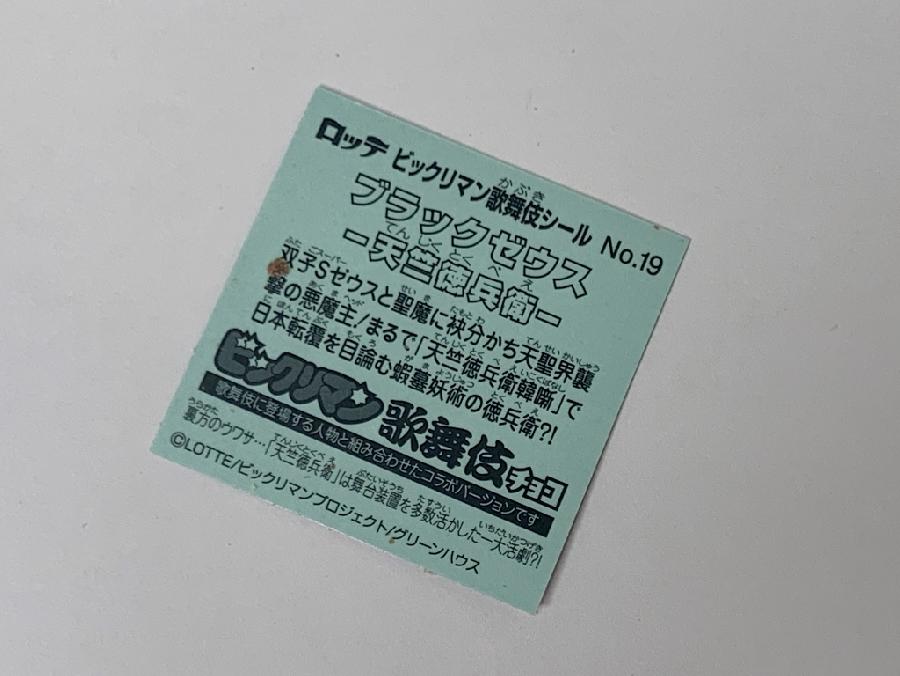 ロッテ ビックリマン歌舞伎シール No.19
ブラックゼウス
ー天竺徳兵衛ー
双子Sゼウスと聖魔に袂分かち天聖界襲
撃の悪魔主!まるで「天竺徳兵衛韓噺」で
日本転覆を目論む蝦蟇妖術の徳兵衛?!
ビックリマン歌舞伎チョコ
歌舞伎に登場する人物と組み合わせたコラボバージョンです
裏方のウワサ…「天竺徳兵衛」は舞台装置を多数活かした一大活劇?!
©LOTTE/ビックリマンプロジェクト/グリーンハウス